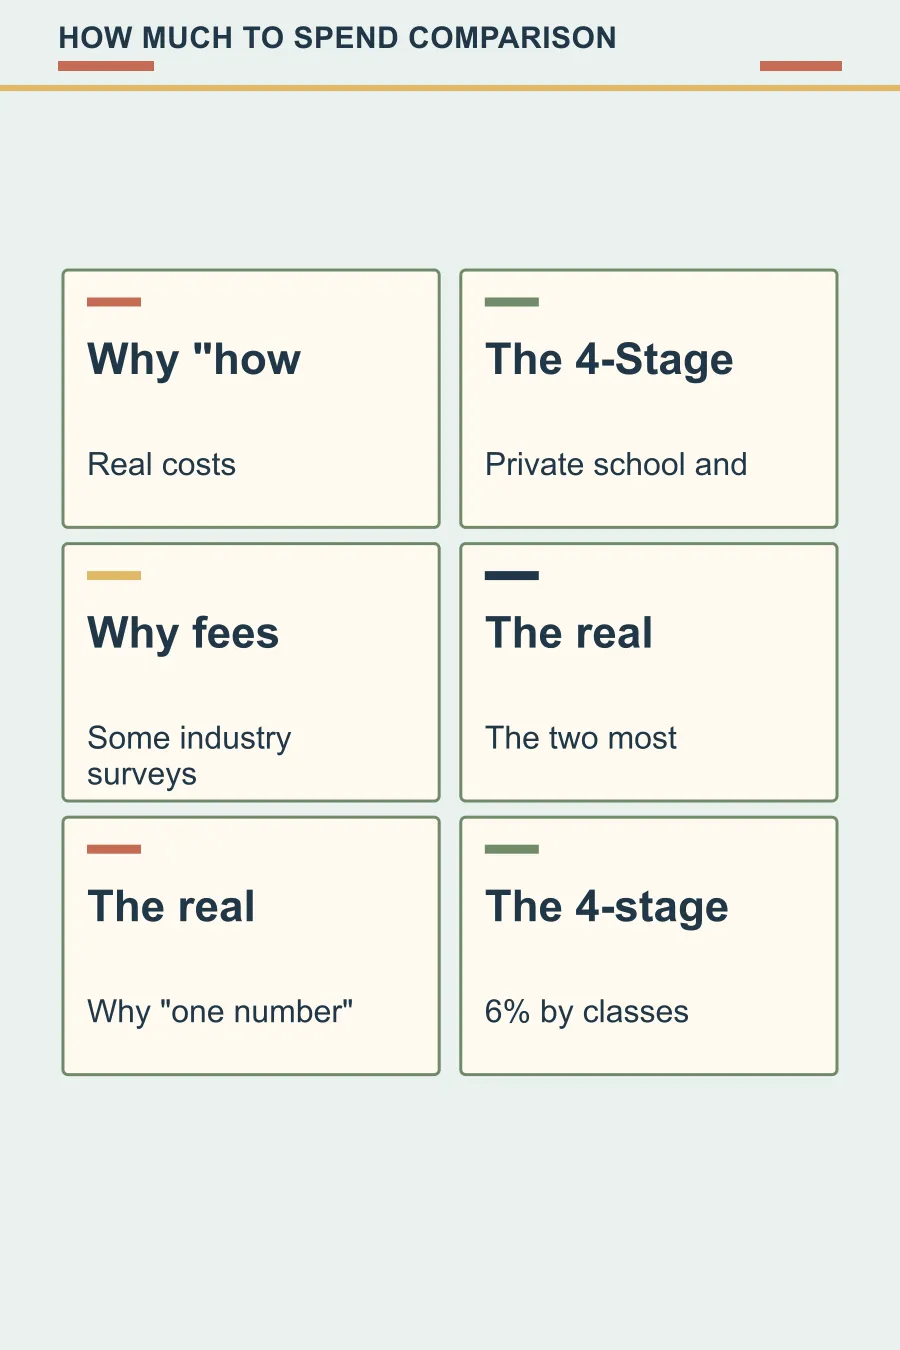 HOW MUCH TO SPEND COMPARISON
Why "how
Real costs
The 4-Stage
Private school and
Why fees
Some industry
surveys
The real
The two most
The real
Why "one number"
The 4-stage
6% by classes